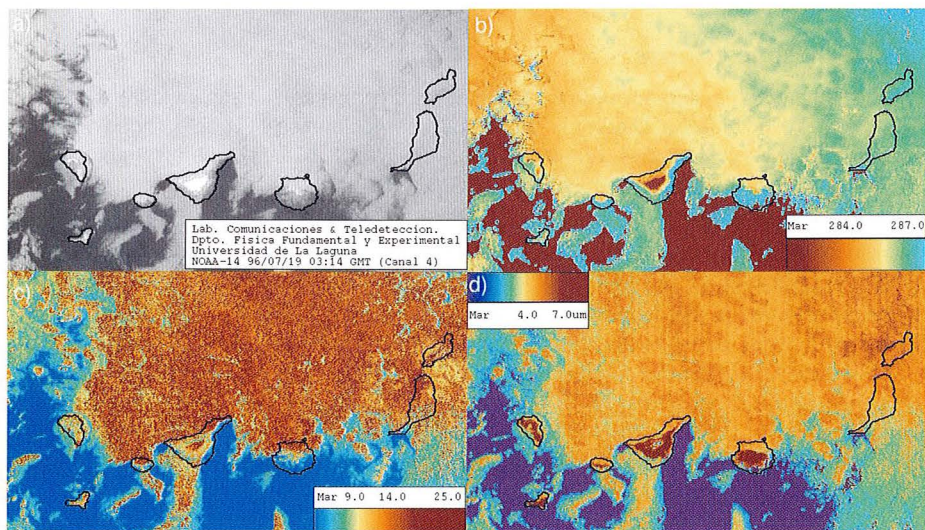 a)
b)
Lab. Comunicaciones & Teledeteccion.
Dpto. Fisica Fundamental y Experimental
Universidad de La Laguna
NOAA-14 96/07/19 03:14 GMT (Canal 4)
Mar 284.0 287.0
c)
d)
Mar 4.0 7.0um
Mar 9.0 14.0 25.0